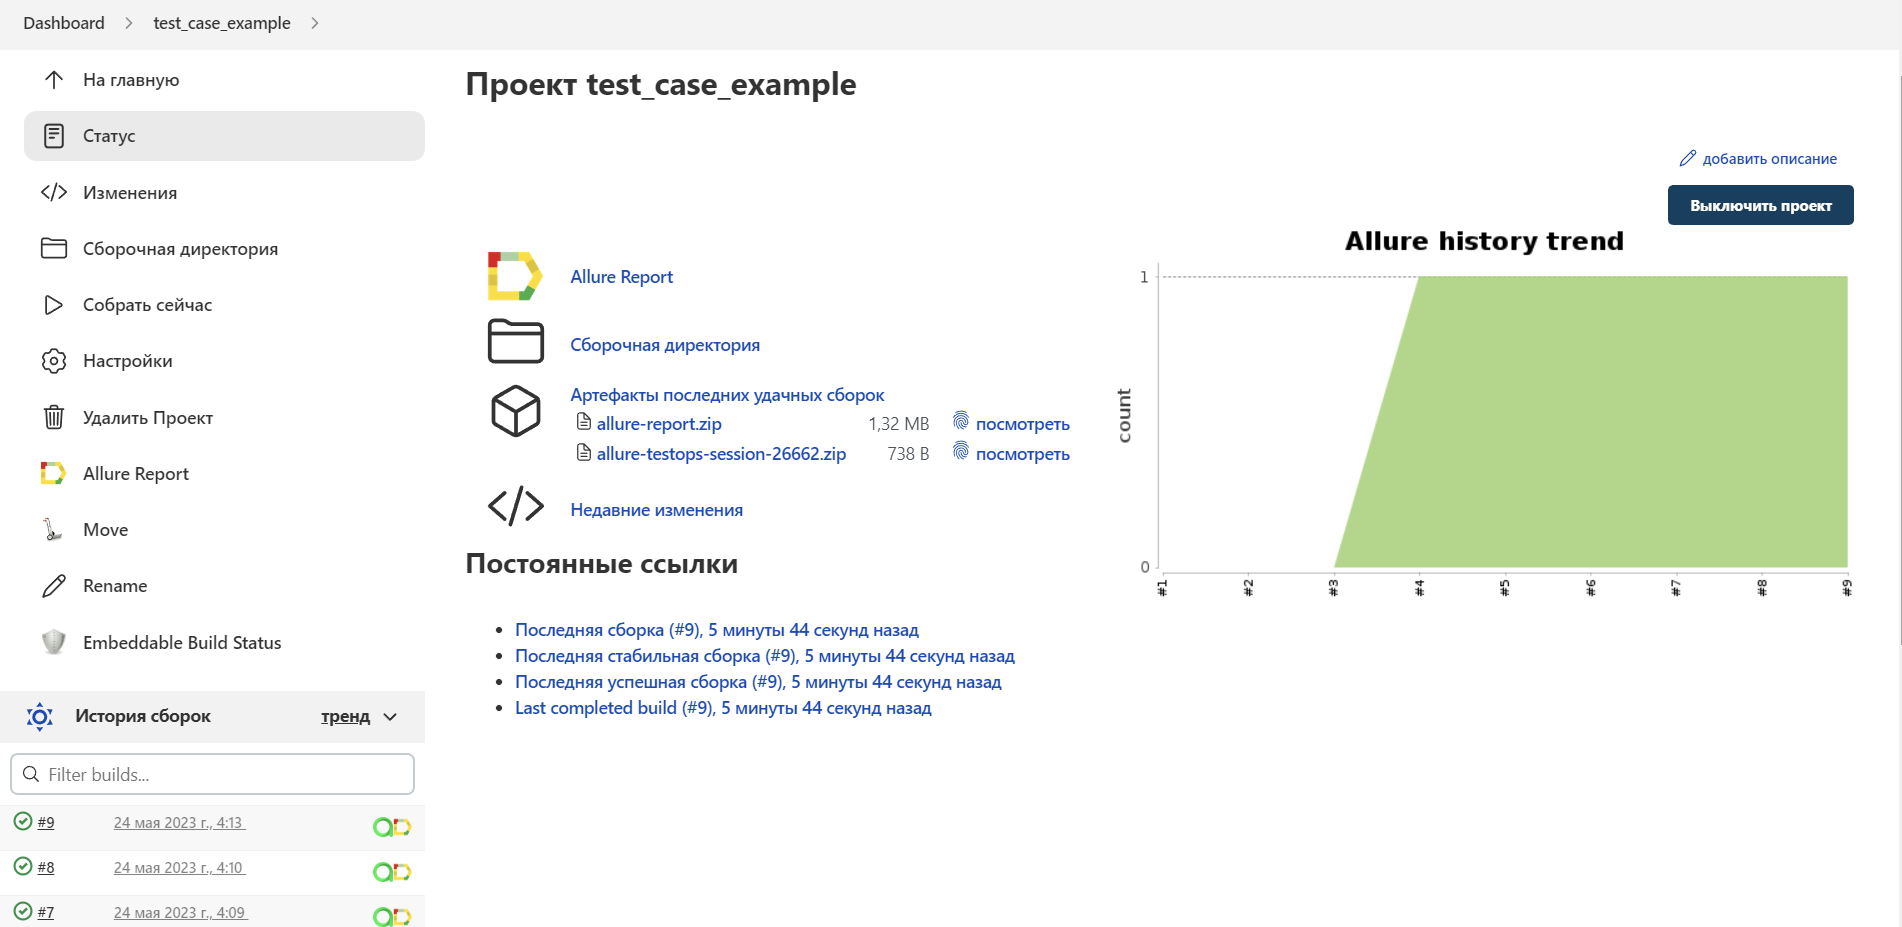 Dashboard
test_case_example
На главную
Статус
Изменения
Сборочная директория
Собрать сейчас
Настройки
Удалить Проект
Allure Report
Move
Rename
Embeddable Build Status
История сборок
тренд
Filter builds...
#9
24 мая 2023 г., 4:13
#8
24 мая 2023 г., 4:10
#7
24 мая 2023 г., 4:09
Проект test_case_example
добавить описание
Выключить проект
Allure Report
Сборочная директория
Артефакты последних удачных сборок
allure-report.zip 1,32 MB посмотреть
allure-testops-session-26662.zip 738 B посмотреть
Недавние изменения
Постоянные ссылки
Последняя сборка (#9), 5 минуты 44 секунд назад
Последняя стабильная сборка (#9), 5 минуты 44 секунд назад
Последняя успешная сборка (#9), 5 минуты 44 секунд назад
Last completed build (#9), 5 минуты 44 секунд назад
Allure history trend
1
count
0
#1 #2 #3 #4 #5 #6 #7 #8 #9